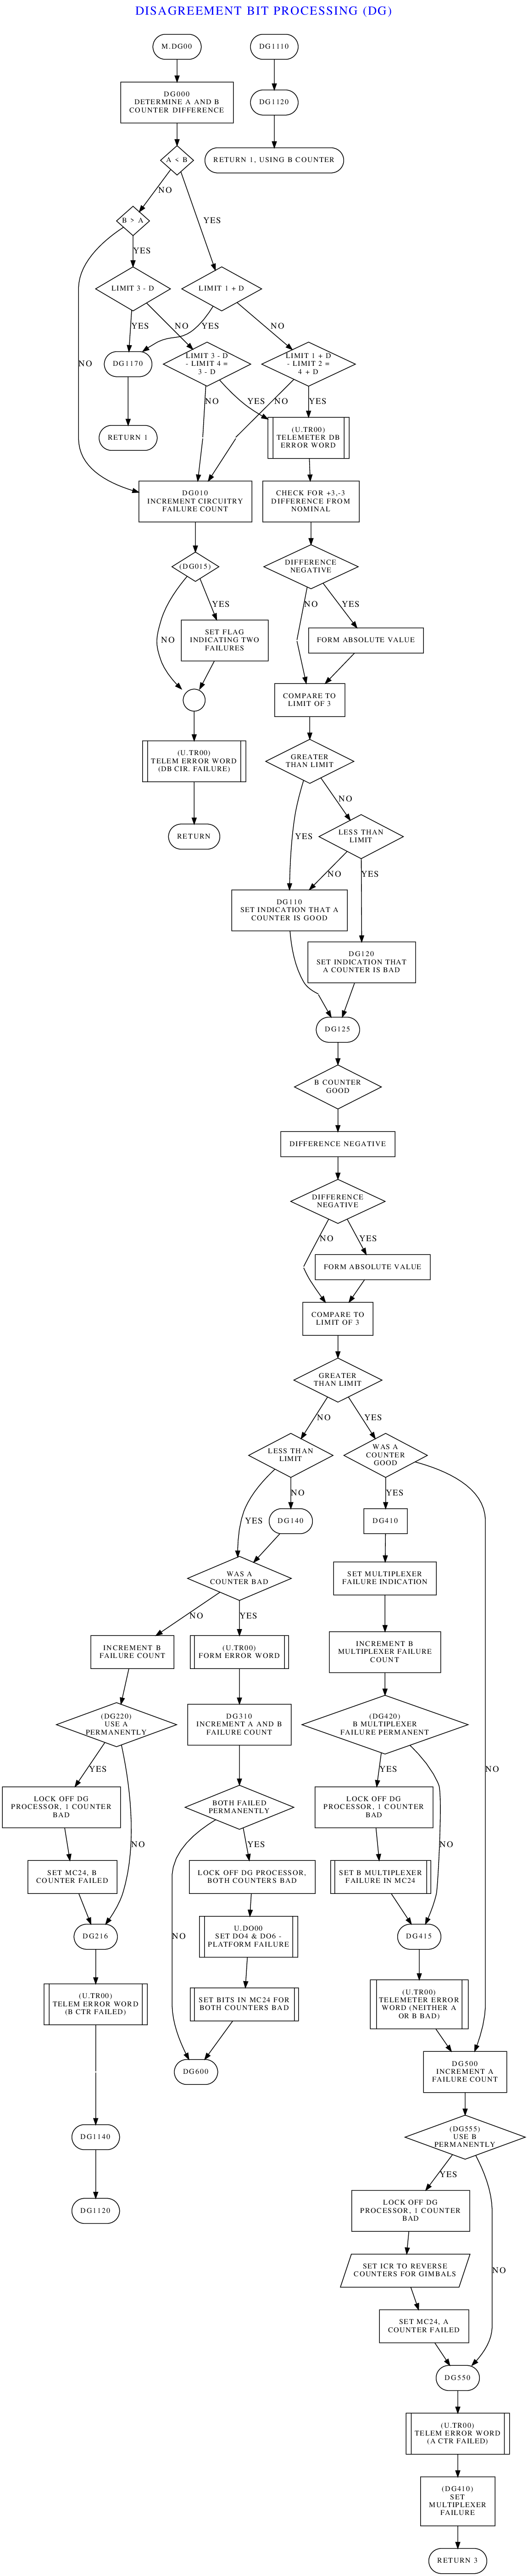 DISAGREEMENT BIT PROCESSING (DG)
M.DG00
DG1110
DG000
DETERMINE A AND B
COUNTER DIFFERENCE
DG1120
A < B
RETURN 1, USING B COUNTER
NO
YES
B > A
YES
LIMIT 3 - D
LIMIT 1 + D
YES
NO
YES
NO
NO
DG1170
LIMIT 3 - D
- LIMIT 4 =
3 - D
LIMIT 1 + D
- LIMIT 2 =
4 + D
NO
YES
NO
YES
RETURN 1
(U.TR00)
TELEMETER DB
ERROR WORD
DG010
INCREMENT CIRCUITRY
FAILURE COUNT
CHECK FOR +3,-3
DIFFERENCE FROM
NOMINAL
(DG015)
DIFFERENCE
NEGATIVE
YES
NO
NO
YES
SET FLAG
INDICATING TWO
FAILURES
FORM ABSOLUTE VALUE
COMPARE TO
LIMIT OF 3
(U.TR00)
TELEM ERROR WORD
(DB CIR. FAILURE)
GREATER
THAN LIMIT
NO
YES
RETURN
LESS THAN
LIMIT
NO
YES
DG110
SET INDICATION THAT A
COUNTER IS GOOD
DG120
SET INDICATION THAT
A COUNTER IS BAD
DG125
B COUNTER
GOOD
DIFFERENCE NEGATIVE
DIFFERENCE
NEGATIVE
NO
YES
FORM ABSOLUTE VALUE
COMPARE TO
LIMIT OF 3
GREATER
THAN LIMIT
NO
YES
LESS THAN
LIMIT
WAS A
COUNTER
GOOD
NO
YES
YES
DG140
DG410
WAS A
COUNTER BAD
SET MULTIPLEXER
FAILURE INDICATION
NO
YES
INCREMENT B
FAILURE COUNT
(U.TR00)
FORM ERROR WORD
INCREMENT B
MULTIPLEXER FAILURE
COUNT
(DG220)
USE A
PERMANENTLY
DG310
INCREMENT A AND B
FAILURE COUNT
(DG420)
B MULTIPLEXER
FAILURE PERMANENT
YES
YES
NO
LOCK OFF DG
PROCESSOR, 1 COUNTER
BAD
BOTH FAILED
PERMANENTLY
LOCK OFF DG
PROCESSOR, 1 COUNTER
BAD
NO
YES
NO
SET MC24, B
COUNTER FAILED
LOCK OFF DG PROCESSOR,
BOTH COUNTERS BAD
SET B MULTIPLEXER
FAILURE IN MC24
DG216
NO
U.DO00
SET DO4 & DO6 -
PLATFORM FAILURE
DG415
(U.TR00)
TELEM ERROR WORD
(B CTR FAILED)
SET BITS IN MC24 FOR
BOTH COUNTERS BAD
(U.TR00)
TELEMETER ERROR
WORD (NEITHER A
OR B BAD)
DG600
DG500
INCREMENT A
FAILURE COUNT
DG1140
(DG555)
USE B
PERMANENTLY
YES
DG1120
LOCK OFF DG
PROCESSOR, 1 COUNTER
BAD
SET ICR TO REVERSE
COUNTERS FOR GIMBALS
NO
SET MC24, A
COUNTER FAILED
DG550
(U.TR00)
TELEM ERROR WORD
(A CTR FAILED)
(DG410)
SET
MULTIPLEXER
FAILURE
RETURN 3